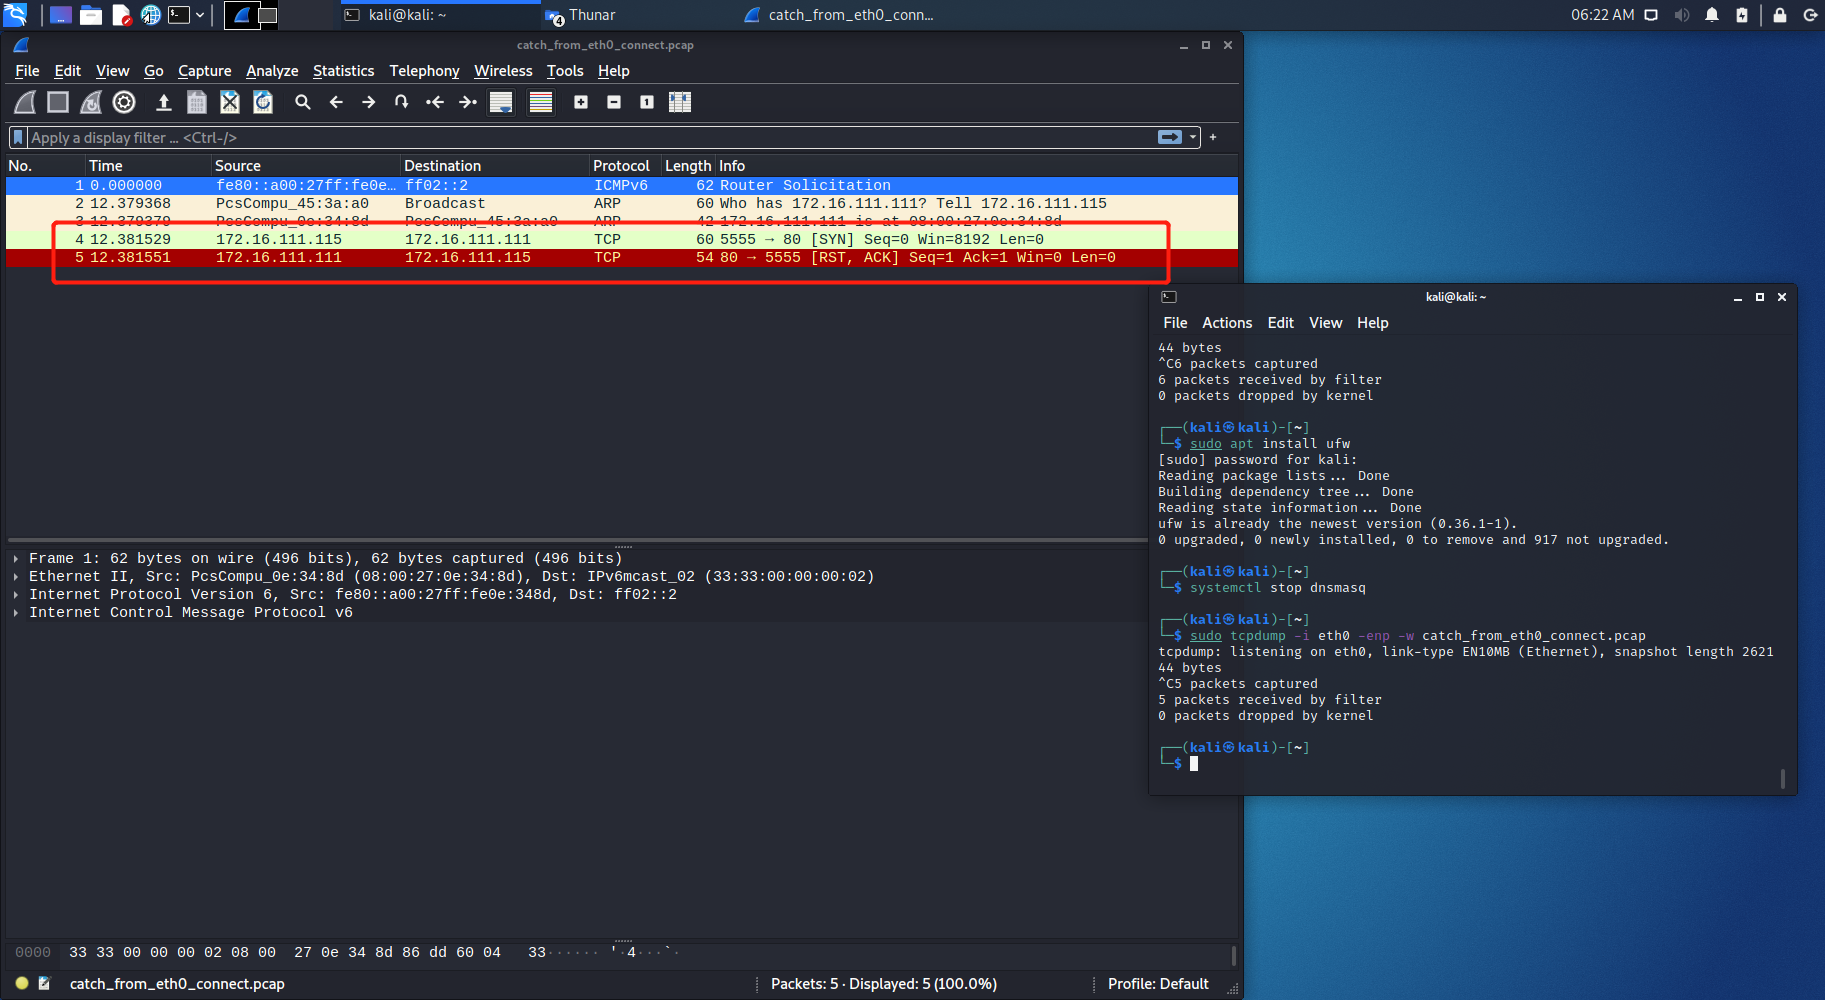 kali@kali: ~
4
Thunar
catch_from_eth0_conn...
06:22 AM
catch_from_eth0_connect.pcap
File Edit View Go Capture Analyze Statistics Telephony Wireless Tools Help
Apply a display filter ... <Ctrl-/>
No. Time Source Destination Protocol Length Info
1 0.000000 fe80::a00:27ff:fe0e… ff02::2 ICMPv6 62 Router Solicitation
2 12.379368 PcsCompu_45:3a:a0 Broadcast ARP 60 Who has 172.16.111.111? Tell 172.16.111.115
3 12.379379 PcsCompu_0e:34:8d PcsCompu_45:3a:a0 ARP 42 172.16.111.111 is at 08:00:27:0e:34:8d
4 12.381529 172.16.111.115 172.16.111.111 TCP 60 5555 → 80 [SYN] Seq=0 Win=8192 Len=0
5 12.381551 172.16.111.111 172.16.111.115 TCP 54 80 → 5555 [RST, ACK] Seq=1 Ack=1 Win=0 Len=0
Frame 1: 62 bytes on wire (496 bits), 62 bytes captured (496 bits)
Ethernet II, Src: PcsCompu_0e:34:8d (08:00:27:0e:34:8d), Dst: IPv6mcast_02 (33:33:00:00:00:02)
Internet Protocol Version 6, Src: fe80::a00:27ff:fe0e:348d, Dst: ff02::2
Internet Control Message Protocol v6
0000 33 33 00 00 00 02 08 00 27 0e 34 8d 86 dd 60 04 33······ '·4···`·
catch_from_eth0_connect.pcap
Packets: 5 · Displayed: 5 (100.0%)
Profile: Default
kali@kali: ~
File Actions Edit View Help
44 bytes
^C6 packets captured
6 packets received by filter
0 packets dropped by kernel
┌──(kali㉿kali)-[~]
└─$ sudo apt install ufw
[sudo] password for kali:
Reading package lists... Done
Building dependency tree... Done
Reading state information... Done
ufw is already the newest version (0.36.1-1).
0 upgraded, 0 newly installed, 0 to remove and 917 not upgraded.
┌──(kali㉿kali)-[~]
└─$ systemctl stop dnsmasq
┌──(kali㉿kali)-[~]
└─$ sudo tcpdump -i eth0 -enp -w catch_from_eth0_connect.pcap
tcpdump: listening on eth0, link-type EN10MB (Ethernet), snapshot length 2621
44 bytes
^C5 packets captured
5 packets received by filter
0 packets dropped by kernel
┌──(kali㉿kali)-[~]
└─$